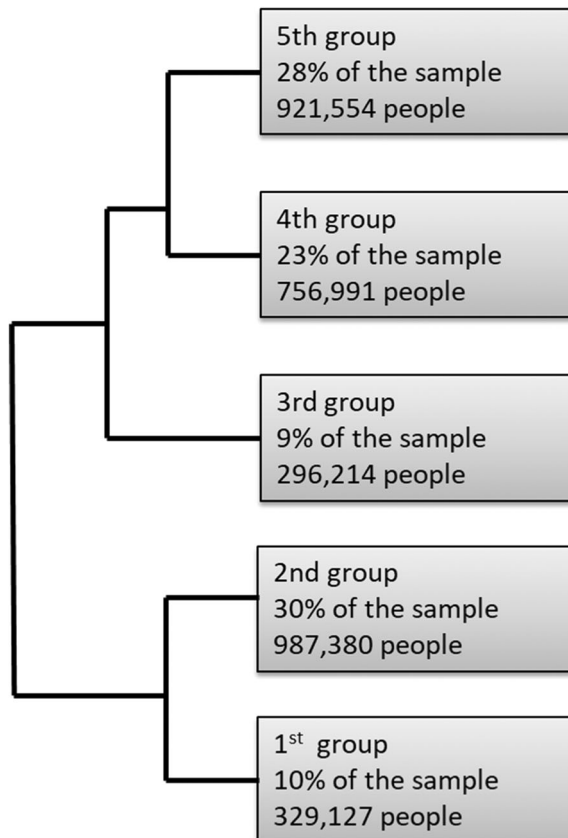 5th group
28% of the sample
921,554 people
4th group
23% of the sample
756,991 people
3rd group
9% of the sample
296,214 people
2nd group
30% of the sample
987,380 people
1st group
10% of the sample
329,127 people